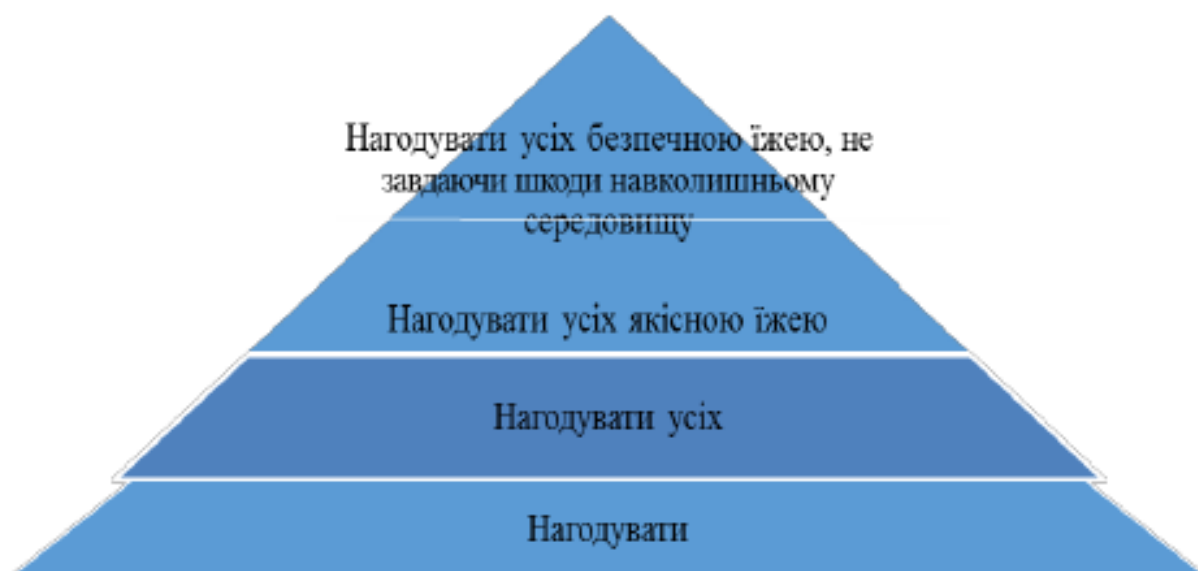 Нагодувати усіх безпечною їжею, не
завдаючи шкоди навколишньому
середовищу
Нагодувати усіх якісною їжею
Нагодувати усіх
Нагодувати